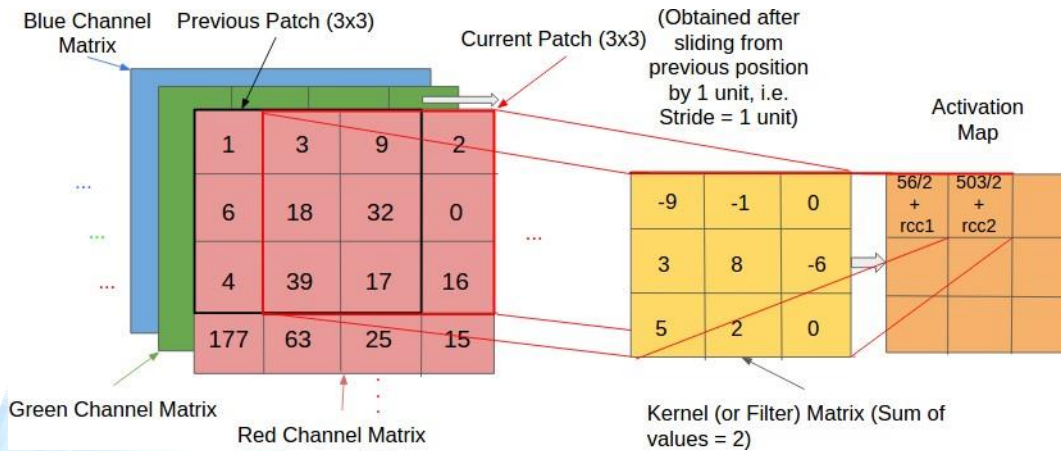 Blue Channel
Matrix
Previous Patch (3x3)
Current Patch (3x3)
(Obtained after
sliding from
previous position
by 1 unit, i.e.
Stride = 1 unit)
Activation
Map
1 3 9 2
6 18 32 0
4 39 17 16
177 63 25 15
...
...
...
...
-9 -1 0
3 8 -6
5 2 0
56/2 503/2
+ +
rcc1 rcc2
Green Channel Matrix
Red Channel Matrix
Kernel (or Filter) Matrix (Sum of
values = 2)